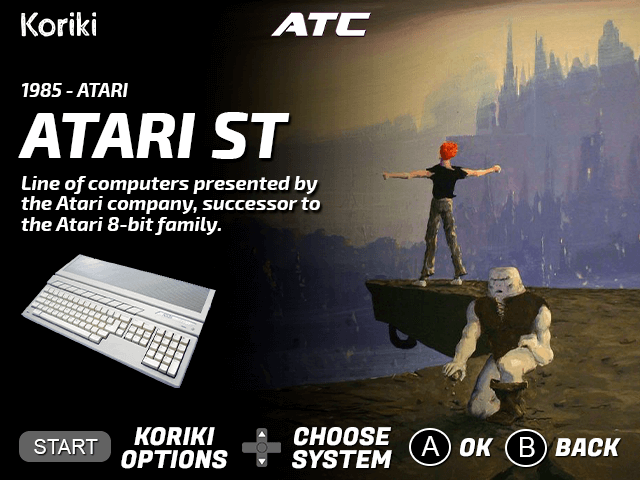 Koriki
ATC
1985 - ATARI
ATARI ST
Line of computers presented by
the Atari company, successor to
the Atari 8-bit family.
START
KORIKI
OPTIONS
CHOOSE
SYSTEM
A OK
B BACK